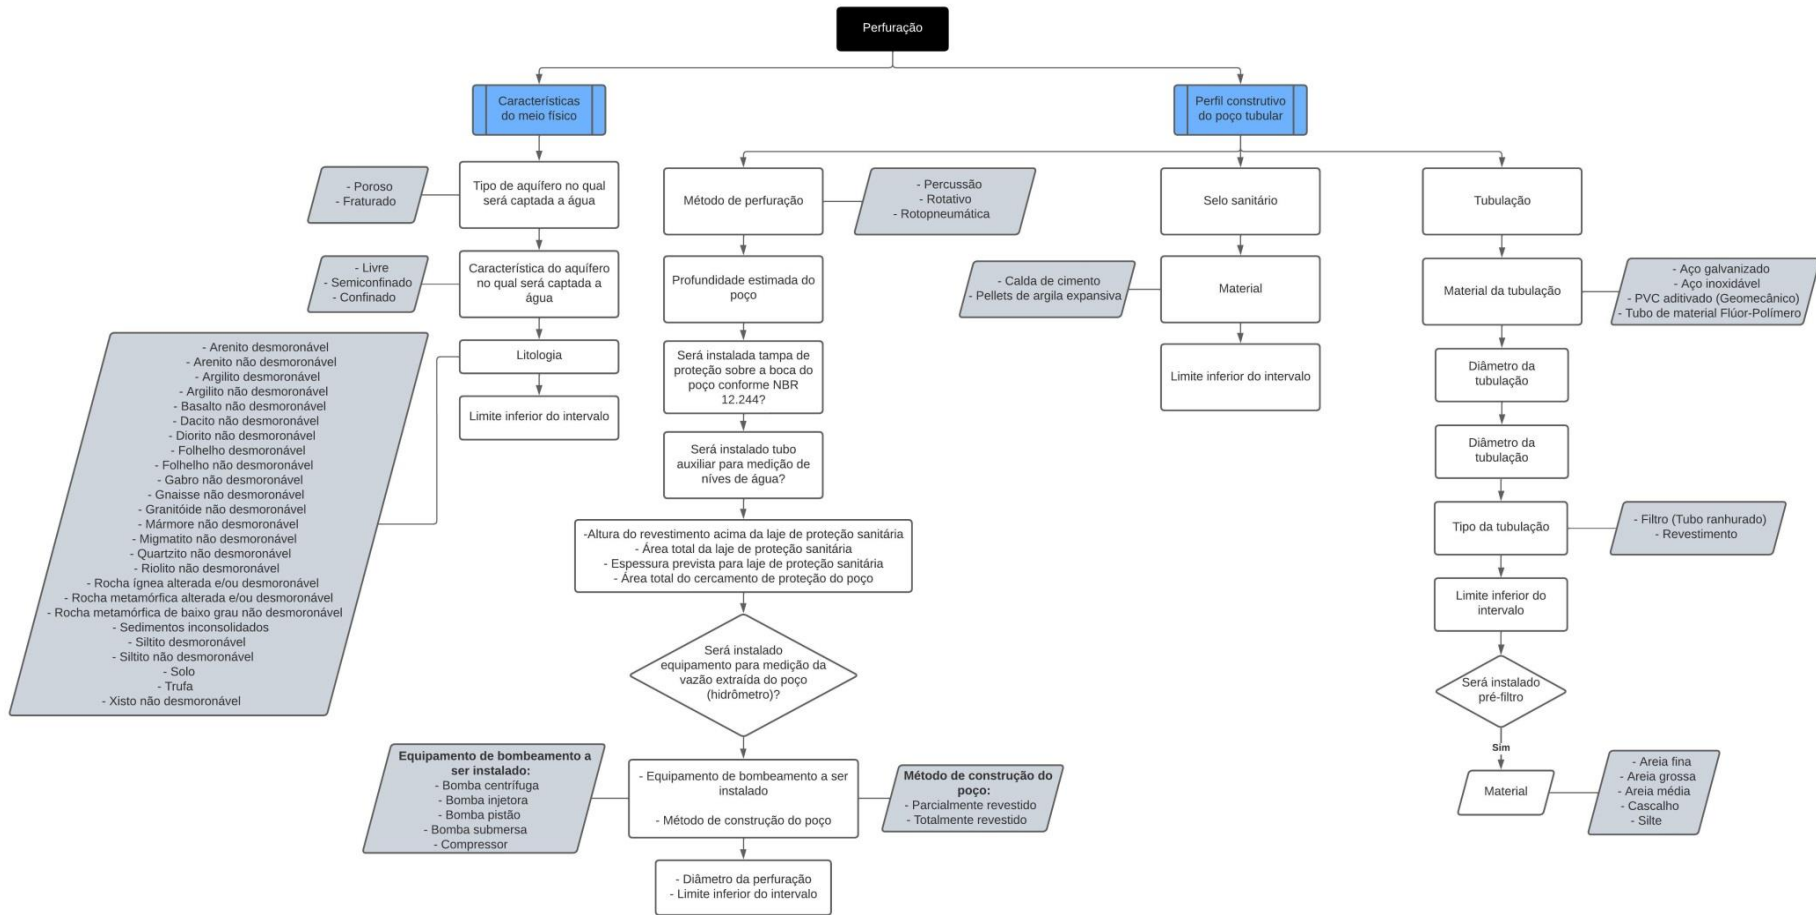 Perfuração
Características
do meio físico
Perfil construtivo
do poço tubular
- Poroso
- Fraturado
Tipo de aquífero no qual
será captada a água
- Livre
- Semiconfinado
- Confinado
Característica do aquífero
no qual será captada a
água
- Arenito desmoronável
- Arenito não desmoronável
- Argilito desmoronável
- Argilito não desmoronável
- Basalto não desmoronável
- Dacito não desmoronável
- Diorito não desmoronável
- Folhelho desmoronável
- Folhelho não desmoronável
- Gabro não desmoronável
- Gnaisse não desmoronável
- Granitóide não desmoronável
- Mármore não desmoronável
- Migmatito não desmoronável
- Quartzito não desmoronável
- Riolito não desmoronável
- Rocha ígnea alterada e/ou desmoronável
- Rocha metamórfica alterada e/ou desmoronável
- Rocha metamórfica de baixo grau não desmoronável
- Sedimentos inconsolidados
- Siltito desmoronável
- Siltito não desmoronável
- Solo
- Trufa
- Xisto não desmoronável
Litologia
Limite inferior do intervalo
Método de perfuração
- Percussão
- Rotativo
- Rotopneumática
Profundidade estimada do
poço
Será instalada tampa de
proteção sobre a boca do
poço conforme NBR
12.244?
Será instalado tubo
auxiliar para medição de
níves de água?
-Altura do revestimento acima da laje de proteção sanitária
- Área total da laje de proteção sanitária
- Espessura prevista para laje de proteção sanitária
- Área total do cercamento de proteção do poço
Será instalado
equipamento para medição da
vazão extraída do poço
(hidrômetro)?
Equipamento de bombeamento a
ser instalado:
- Bomba centrífuga
- Bomba injetora
- Bomba pistão
- Bomba submersa
- Compressor
- Equipamento de bombeamento a ser
instalado
- Método de construção do poço
Método de construção do
poço:
- Parcialmente revestido
- Totalmente revestido
- Diâmetro da perfuração
- Limite inferior do intervalo
Selo sanitário
- Calda de cimento
- Pellets de argila expansiva
Material
Limite inferior do intervalo
Tubulação
Material da tubulação
- Aço galvanizado
- Aço inoxidável
- PVC aditivado (Geomecânico)
- Tubo de material Flúor-Polímero
Diâmetro da
tubulação
Diâmetro da
tubulação
Tipo da tubulação
- Filtro (Tubo ranhurado)
- Revestimento
Limite inferior do
intervalo
Será instalado
pré-filtro
Sim
Material
- Areia fina
- Areia grossa
- Areia média
- Cascalho
- Silte